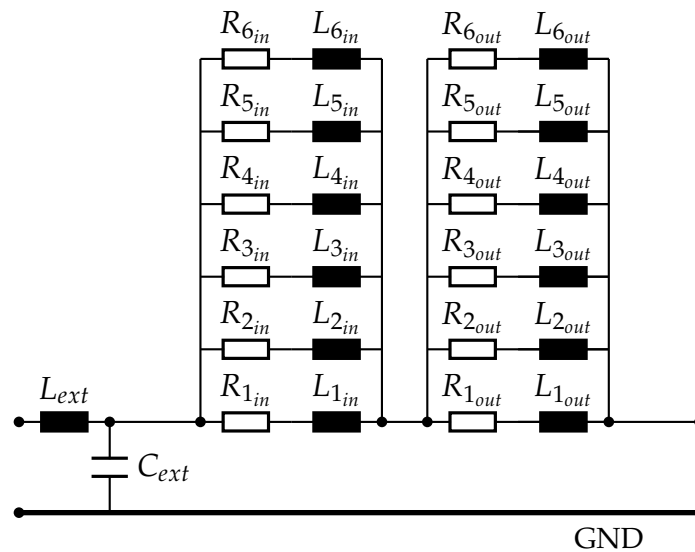 R6in L6in R6out L6out
R5in L5in R5out L5out
R4in L4in R4out L4out
R3in L3in R3out L3out
R2in L2in R2out L2out
Lext R1in L1in R1out L1out
Cext
GND